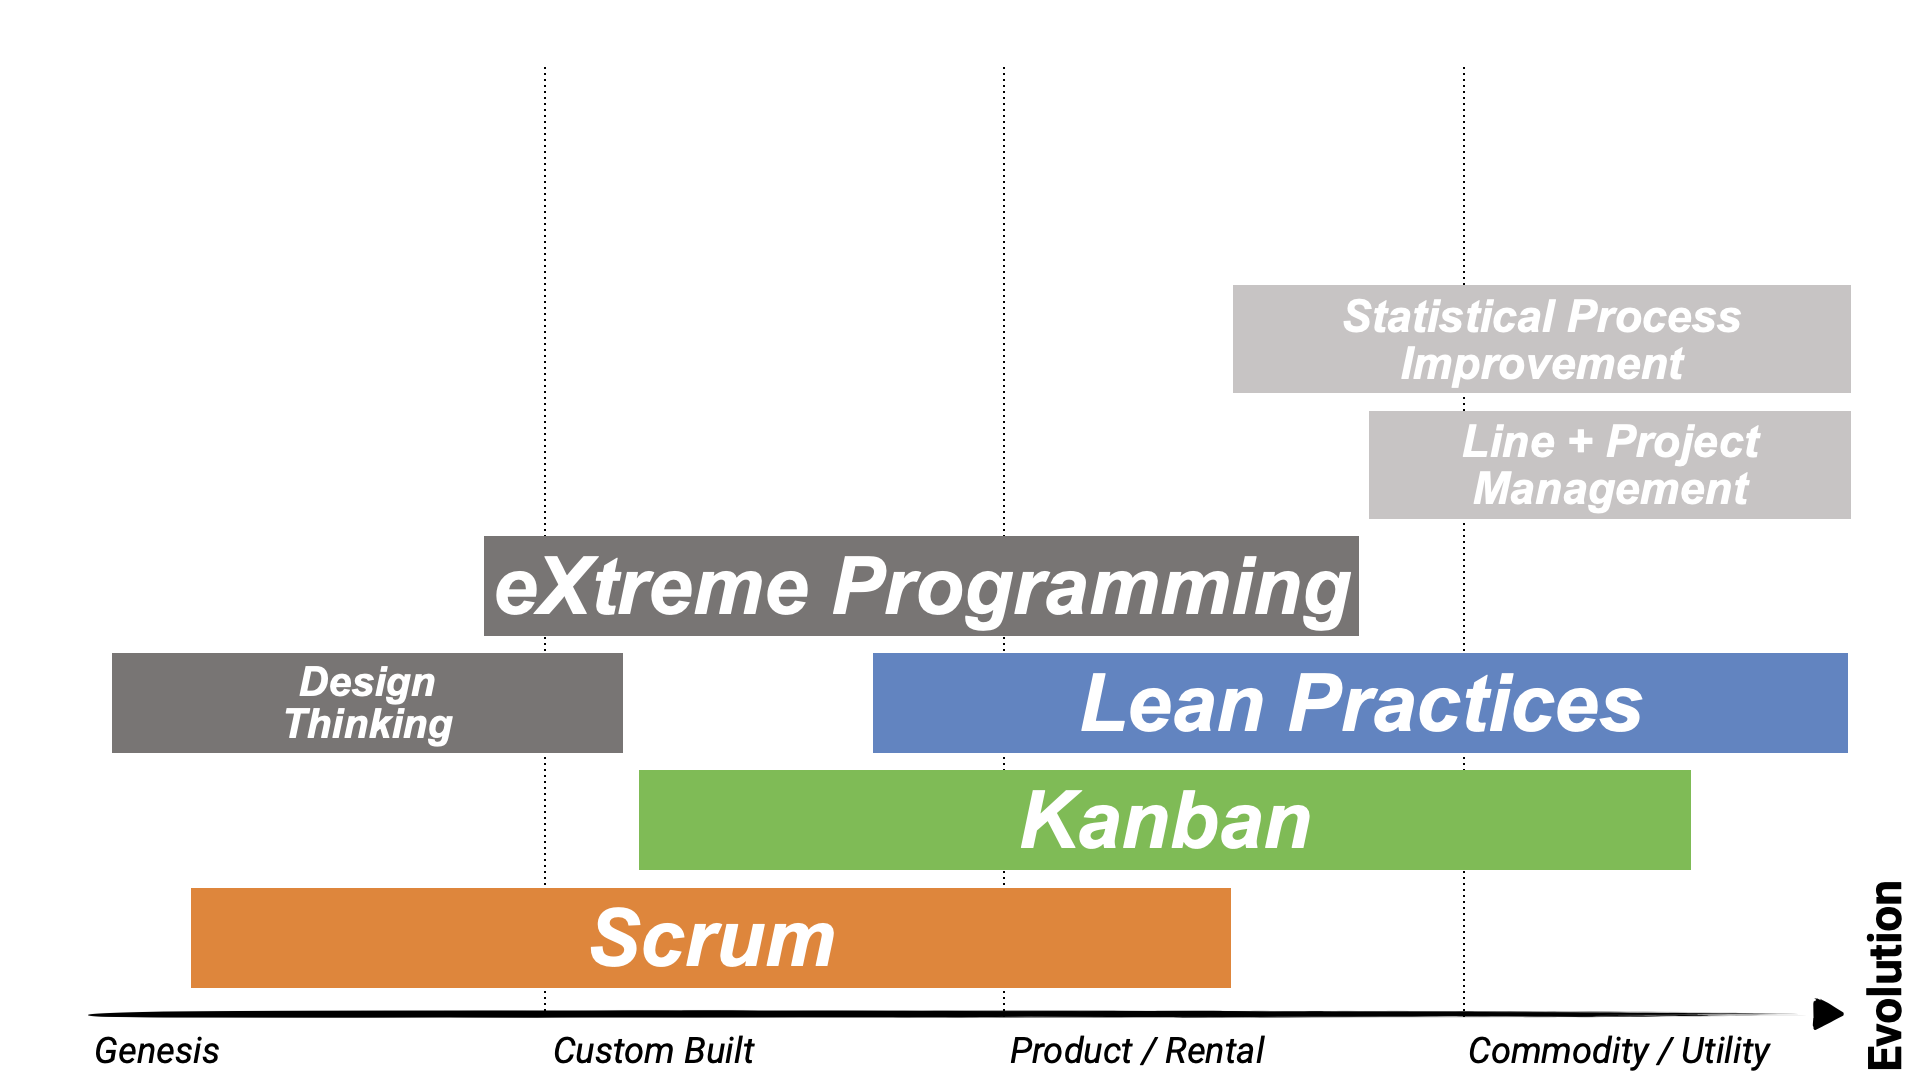 Statistical Process
Improvement
Line + Project
Management
eXtreme Programming
Design
Thinking
Lean Practices
Kanban
Scrum
Evolution
Genesis
Custom Built
Product / Rental
Commodity / Utility